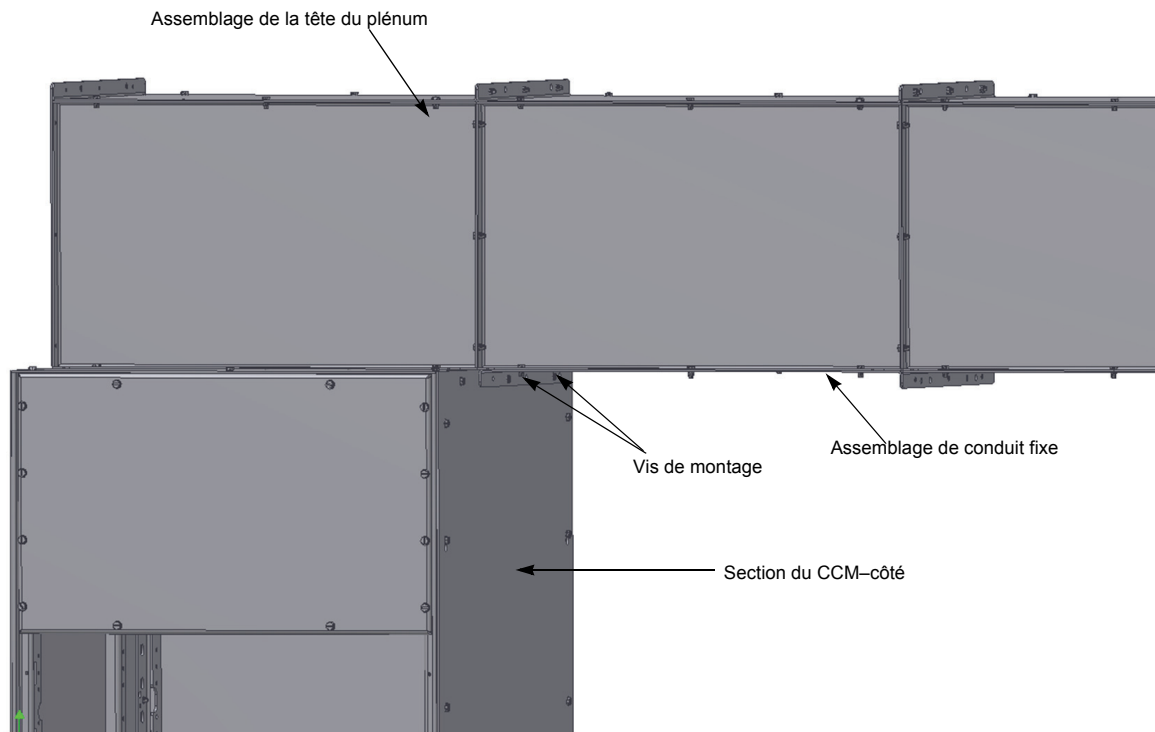 Assemblage de la tête du plénum
Vis de montage
Assemblage de conduit fixe
Section du CCM–côté